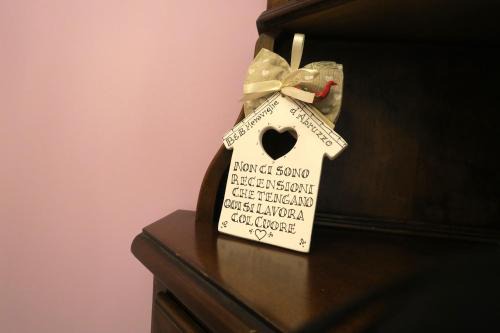 B&B Meraviglie d'Abruzzo
NON CI SONO
RECENSIONI
CHE TENGANO
QUI SI LAVORA
COL CUORE